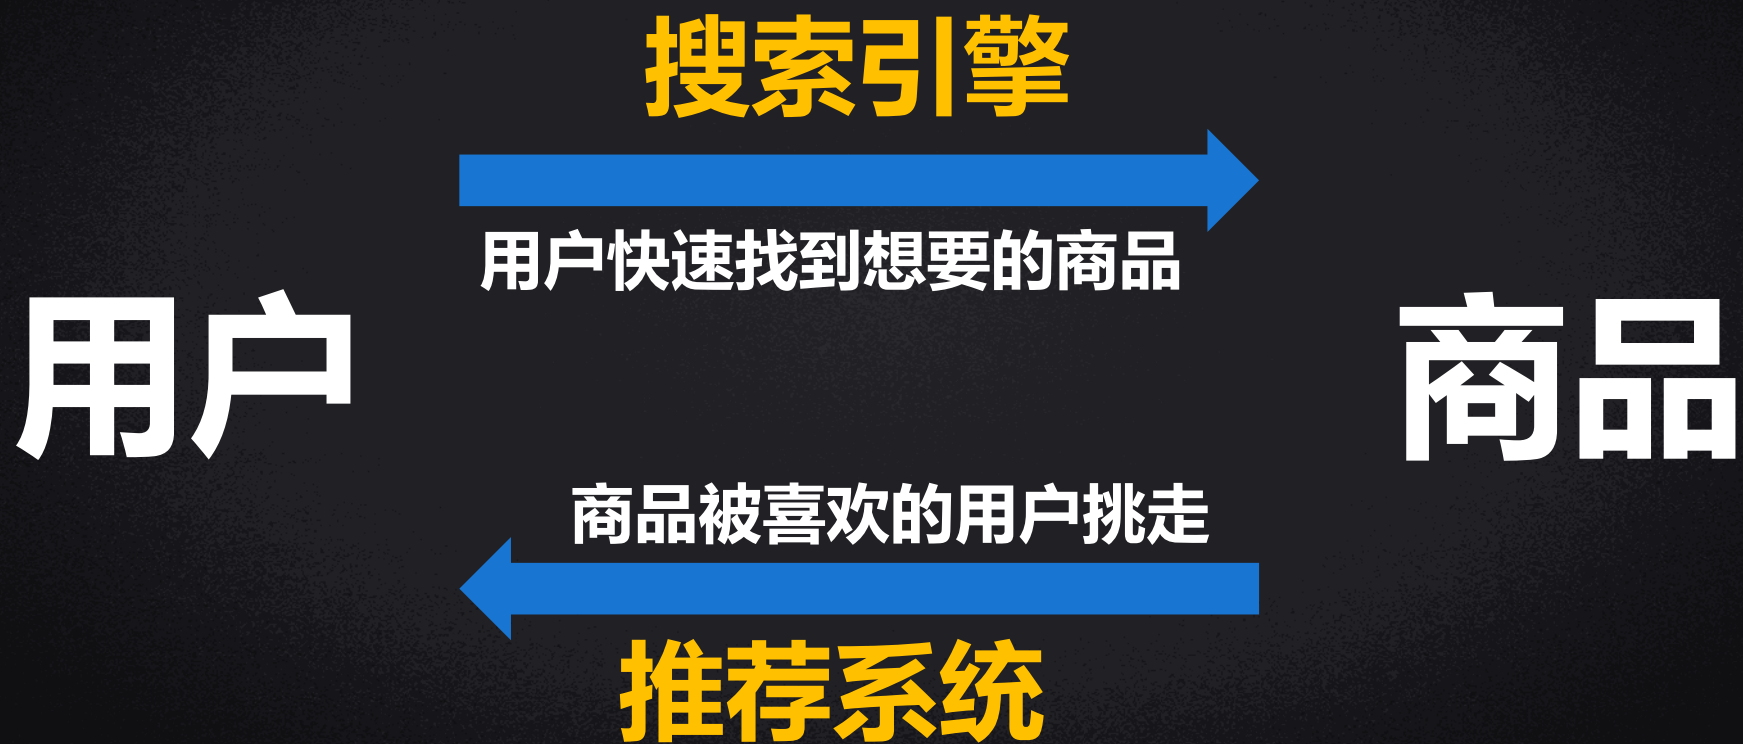 搜索引擎
用户快速找到想要的商品
用户
商品
商品被喜欢的用户挑走
推荐系统